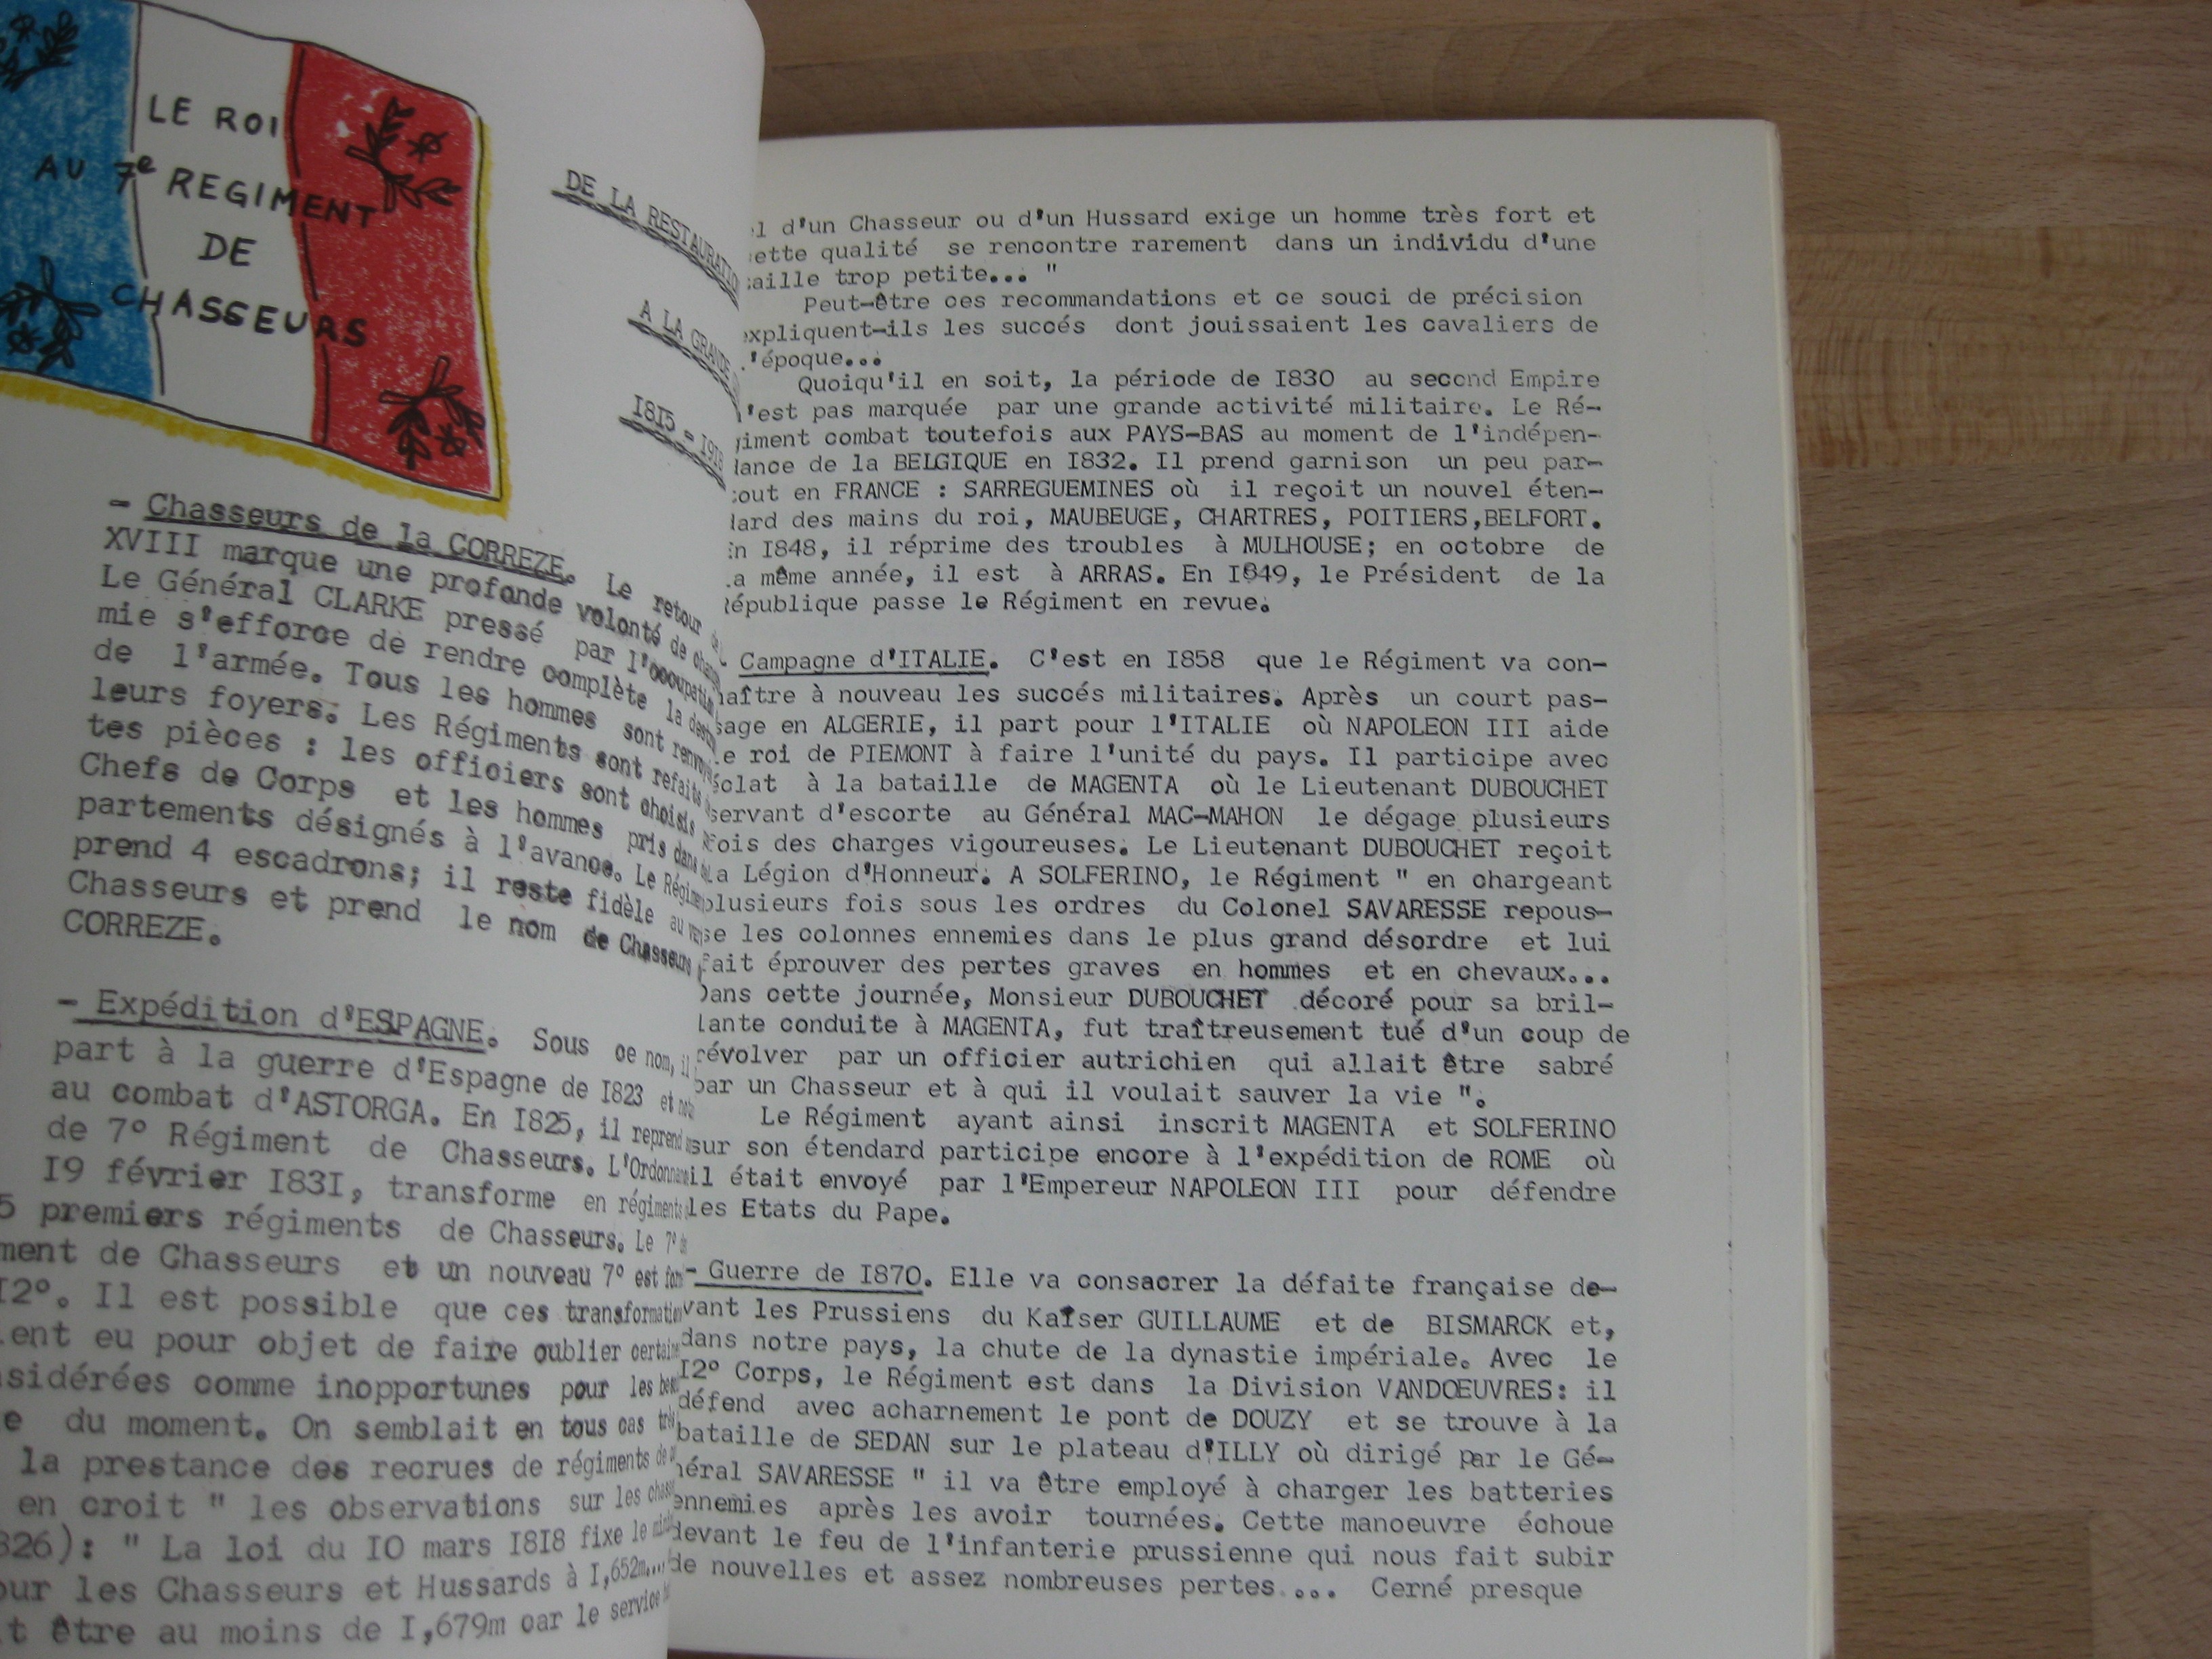 LE ROI
AU 7e REGIMENT
DE
CHASSEURS
DE LA RESTAURATION
A LA GRANDE
I8I5 - I9I8
- Chasseurs de la CORREZE. Le retour de
XVIII marque une profonde volonté de
Le Général CLARKE pressé par l'occupation
mie s'efforce de rendre complète la
de l'armée. Tous les hommes sont
leurs foyers. Les Régiments sont refaits
tes pièces : les officiers sont choisis
Chefs de Corps et les hommes pris dans
partements désignés à l'avance. Le
prend 4 escadrons; il reste fidèle au
Chasseurs et prend le nom de Chasseurs
CORREZE.
- Expédition d'ESPAGNE. Sous ce nom, il
part à la guerre d'Espagne de I823 et
au combat d'ASTORGA. En I825, il reprend
de 7° Régiment de Chasseurs. L'Ordonnance
I9 février I83I, transforme en régiments
5 premiers régiments de Chasseurs. Le 7°
ment de Chasseurs et un nouveau 7° est
I2°. Il est possible que ces transformations
ient eu pour objet de faire oublier
sidérées comme inopportunes pour les
e du moment. On semblait en tous cas
la prestance des recrues de régiments de
en croit " les observations sur les
826): " La loi du IO mars I8I8 fixe le
our les Chasseurs et Hussards à I,652m...
t être au moins de I,679m car le service
l d'un Chasseur ou d'un Hussard exige un homme très fort et
ette qualité se rencontre rarement dans un individu d'une
aille trop petite... "
Peut-être ces recommandations et ce souci de précision
expliquent-ils les succés dont jouissaient les cavaliers de
l'époque...
Quoiqu'il en soit, la période de I830 au second Empire
'est pas marquée par une grande activité militaire. Le Ré-
giment combat toutefois aux PAYS-BAS au moment de l'indépen-
dance de la BELGIQUE en I832. Il prend garnison un peu par-
tout en FRANCE : SARREGUEMINES où il reçoit un nouvel éten-
dard des mains du roi, MAUBEUGE, CHARTRES, POITIERS,BELFORT.
En I848, il réprime des troubles à MULHOUSE; en octobre de
la même année, il est à ARRAS. En I849, le Président de la
République passe le Régiment en revue.
Campagne d'ITALIE. C'est en I858 que le Régiment va con-
naître à nouveau les succés militaires. Après un court pas-
sage en ALGERIE, il part pour l'ITALIE où NAPOLEON III aide
le roi de PIEMONT à faire l'unité du pays. Il participe avec
éclat à la bataille de MAGENTA où le Lieutenant DUBOUCHET
servant d'escorte au Général MAC-MAHON le dégage plusieurs
fois des charges vigoureuses. Le Lieutenant DUBOUCHET reçoit
la Légion d'Honneur. A SOLFERINO, le Régiment " en chargeant
plusieurs fois sous les ordres du Colonel SAVARESSE repous-
se les colonnes ennemies dans le plus grand désordre et lui
fait éprouver des pertes graves en hommes et en chevaux...
Dans cette journée, Monsieur DUBOUCHET décoré pour sa bril-
lante conduite à MAGENTA, fut traîtreusement tué d'un coup de
révolver par un officier autrichien qui allait être sabré
par un Chasseur et à qui il voulait sauver la vie ".
Le Régiment ayant ainsi inscrit MAGENTA et SOLFERINO
sur son étendard participe encore à l'expédition de ROME où
il était envoyé par l'Empereur NAPOLEON III pour défendre
les Etats du Pape.
- Guerre de I870. Elle va consacrer la défaite française de-
vant les Prussiens du Kaïser GUILLAUME et de BISMARCK et,
dans notre pays, la chute de la dynastie impériale. Avec le
I2° Corps, le Régiment est dans la Division VANDŒUVRES: il
défend avec acharnement le pont de DOUZY et se trouve à la
bataille de SEDAN sur le plateau d'ILLY où dirigé par le Gé-
néral SAVARESSE " il va être employé à charger les batteries
ennemies après les avoir tournées. Cette manoeuvre échoue
devant le feu de l'infanterie prussienne qui nous fait subir
de nouvelles et assez nombreuses pertes.... Cerné presque